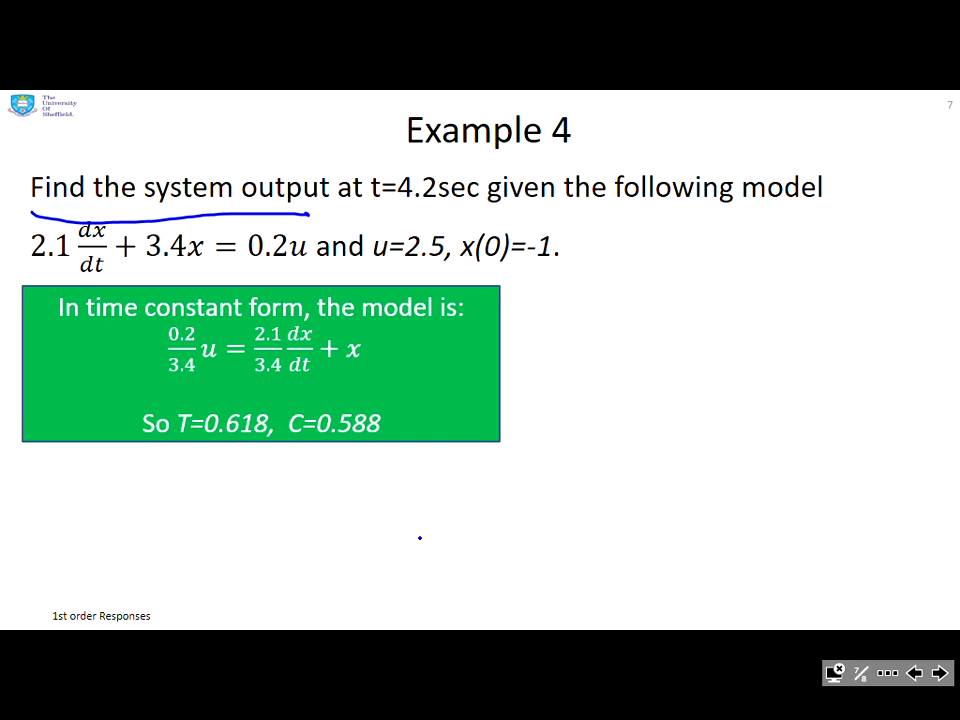 The
University
Of
Sheffield.
7
Example 4
Find the system output at t=4.2sec given the following model
2.1 dx/dt + 3.4x = 0.2u and u=2.5, x(0)=-1.
In time constant form, the model is:
0.2/3.4 u = 2.1/3.4 dx/dt + x
So T=0.618, C=0.588
1st order Responses
7/8